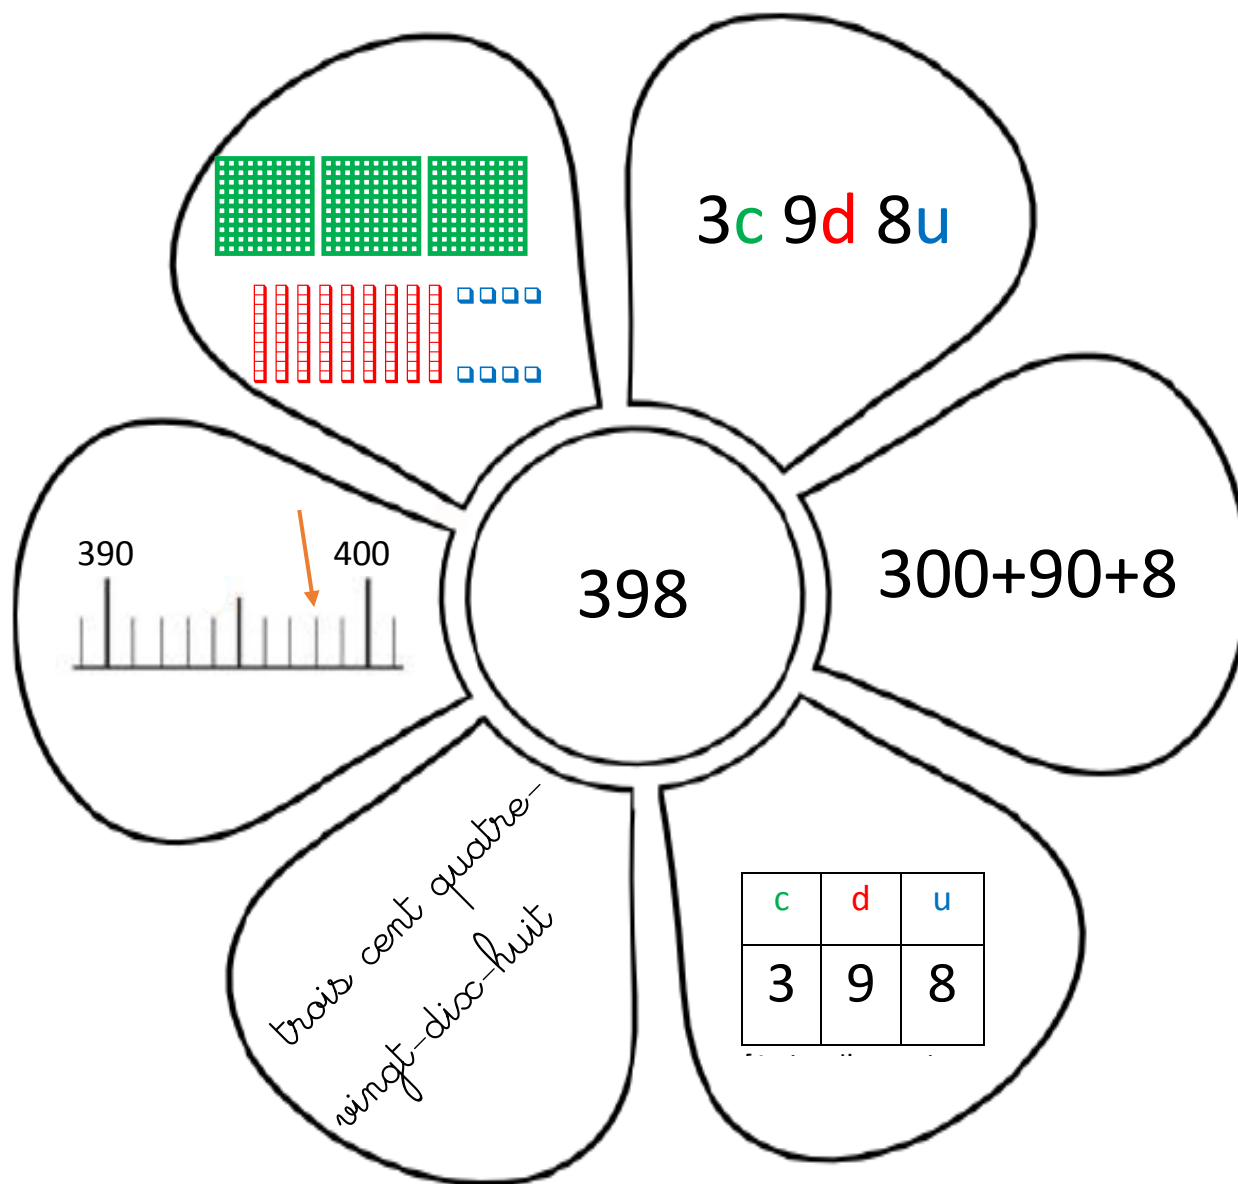 3c 9d 8u
390 400
398
300+90+8
trois cent quatre-
vingt-dix-huit
c d u
3 9 8